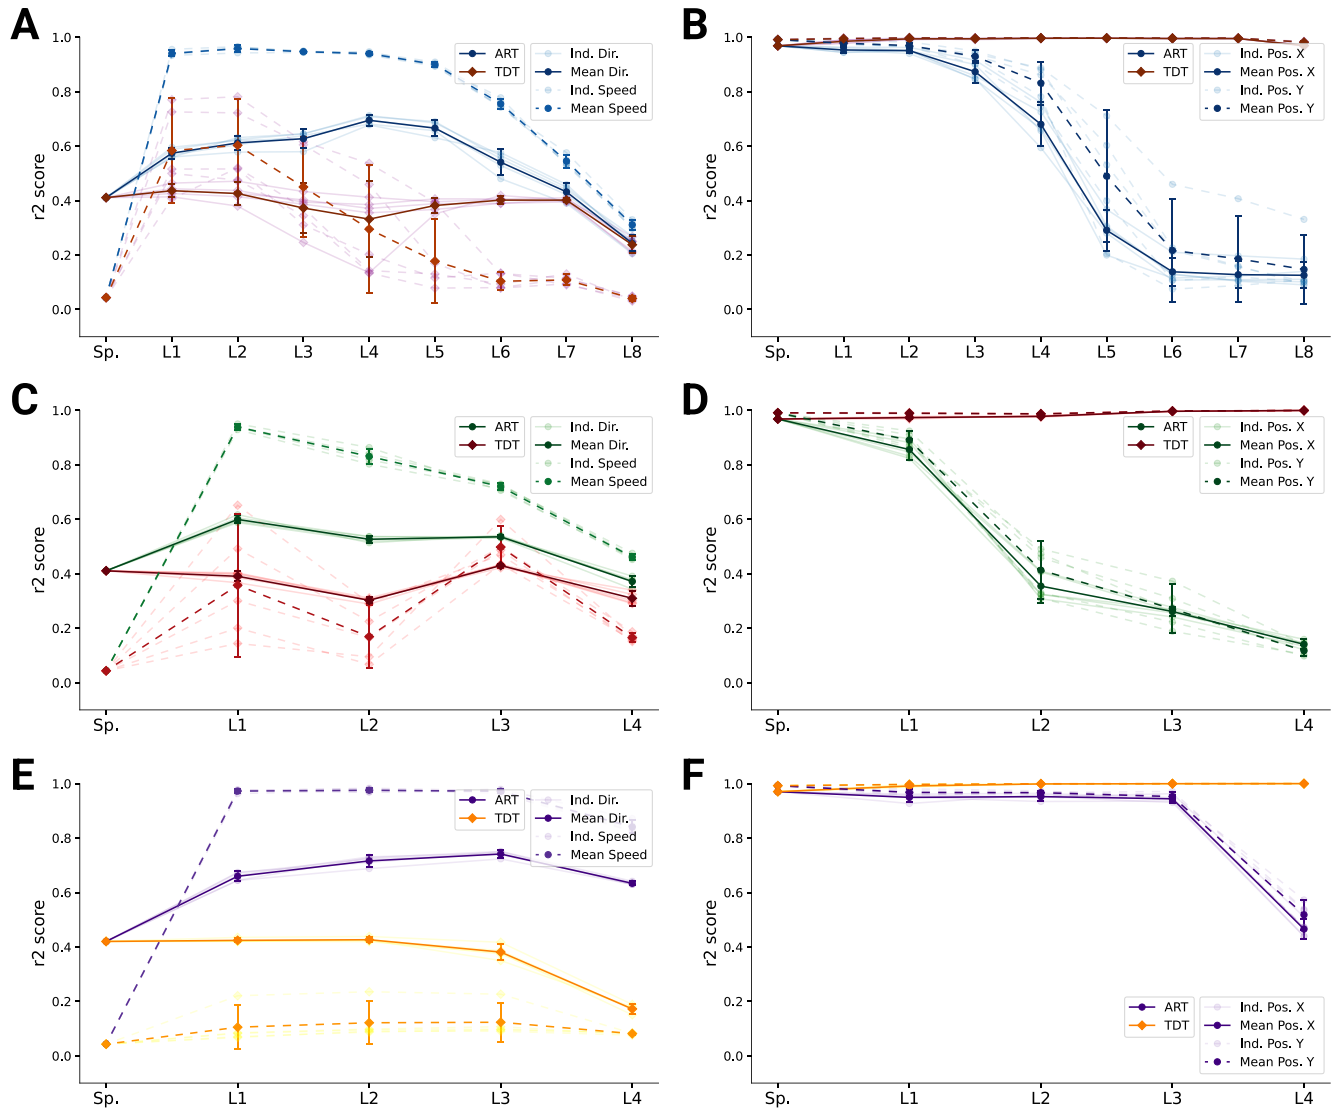 A
1.0
0.8
0.6
0.4
0.2
0.0
r2 score
ART
TDT
Ind. Dir.
Mean Dir.
Ind. Speed
Mean Speed
Sp. L1 L2 L3 L4 L5 L6 L7 L8
B
1.0
0.8
0.6
0.4
0.2
0.0
r2 score
ART
TDT
Ind. Pos. X
Mean Pos. X
Ind. Pos. Y
Mean Pos. Y
Sp. L1 L2 L3 L4 L5 L6 L7 L8
C
1.0
0.8
0.6
0.4
0.2
0.0
r2 score
ART
TDT
Ind. Dir.
Mean Dir.
Ind. Speed
Mean Speed
Sp. L1 L2 L3 L4
D
1.0
0.8
0.6
0.4
0.2
0.0
r2 score
ART
TDT
Ind. Pos. X
Mean Pos. X
Ind. Pos. Y
Mean Pos. Y
Sp. L1 L2 L3 L4
E
1.0
0.8
0.6
0.4
0.2
0.0
r2 score
ART
TDT
Ind. Dir.
Mean Dir.
Ind. Speed
Mean Speed
Sp. L1 L2 L3 L4
F
1.0
0.8
0.6
0.4
0.2
0.0
r2 score
ART
TDT
Ind. Pos. X
Mean Pos. X
Ind. Pos. Y
Mean Pos. Y
Sp. L1 L2 L3 L4